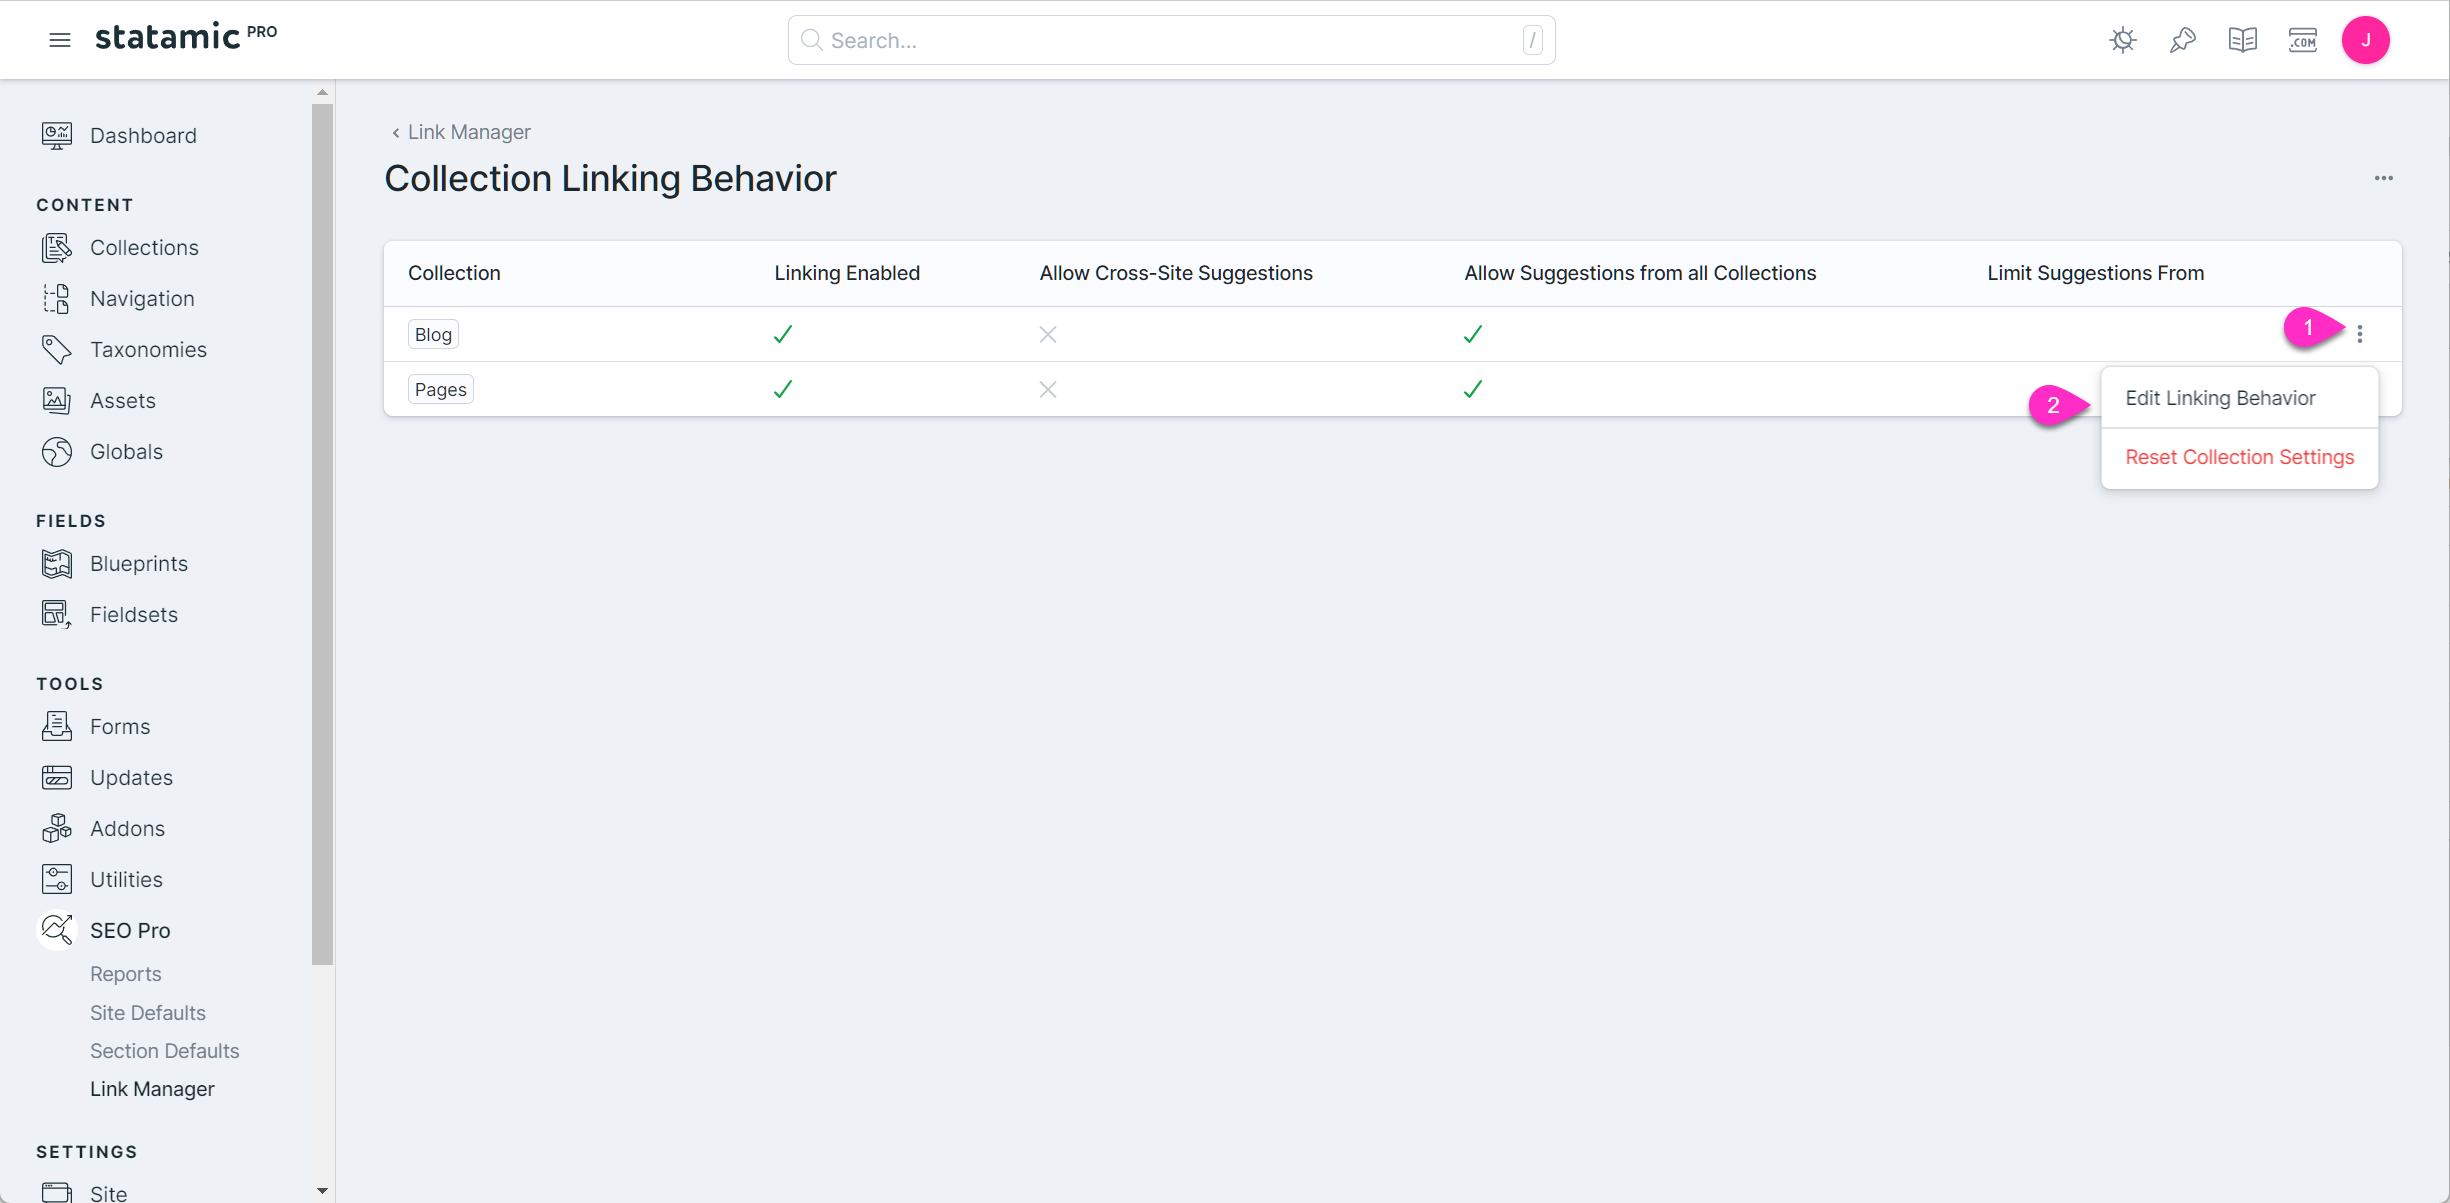 statamic PRO
Search...
/
.COM
J
Dashboard
CONTENT
Collections
Navigation
Taxonomies
Assets
Globals
FIELDS
Blueprints
Fieldsets
TOOLS
Forms
Updates
Addons
Utilities
SEO Pro
Reports
Site Defaults
Section Defaults
Link Manager
SETTINGS
Site
‹ Link Manager
Collection Linking Behavior
Collection Linking Enabled Allow Cross-Site Suggestions Allow Suggestions from all Collections Limit Suggestions From
Blog
1
Pages
2
Edit Linking Behavior
Reset Collection Settings